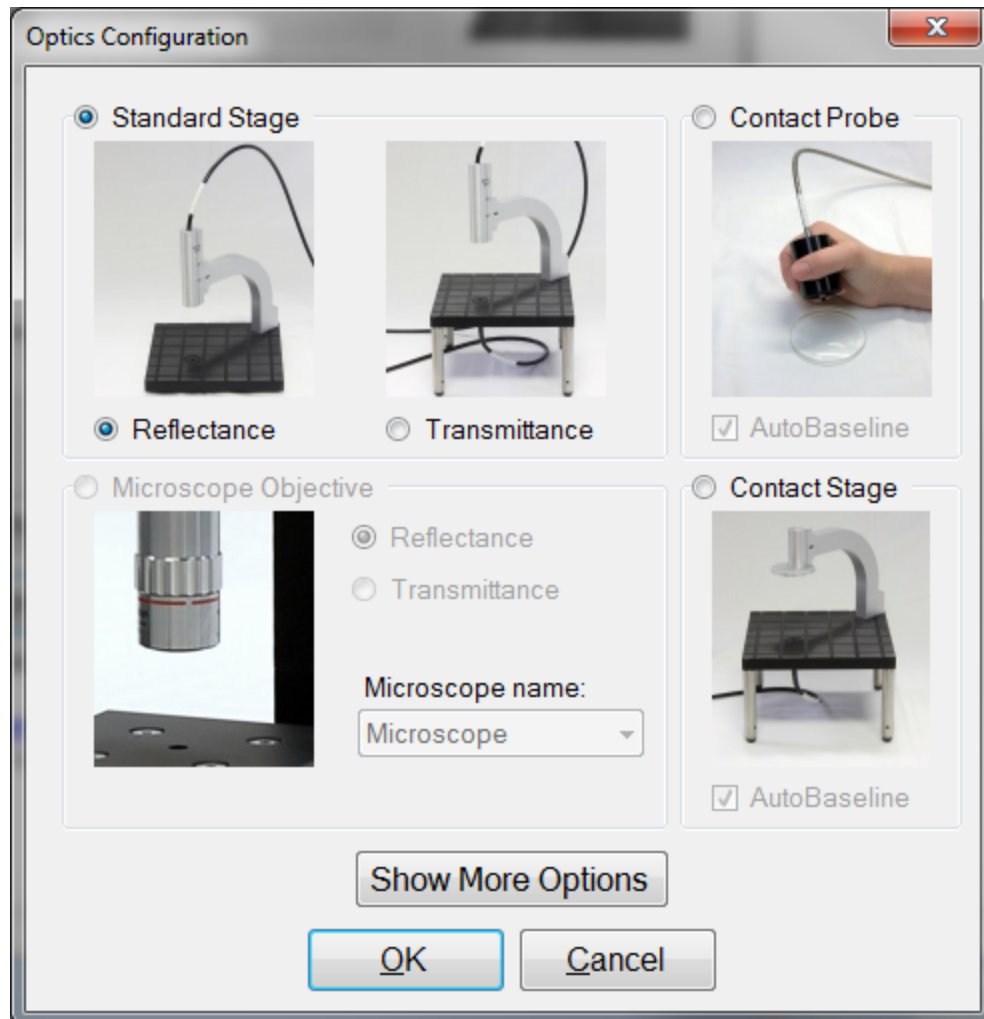 Optics Configuration
Standard Stage
Reflectance
Transmittance
Contact Probe
AutoBaseline
Microscope Objective
Reflectance
Transmittance
Microscope name:
Microscope
Contact Stage
AutoBaseline
Show More Options
OK
Cancel